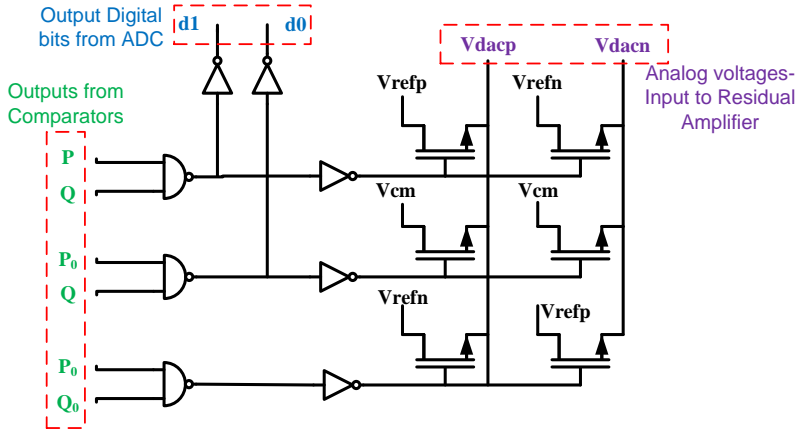 Output Digital
bits from ADC
d1 d0
Vdacp Vdacn
Analog voltages-
Input to Residual
Amplifier
Outputs from
Comparators
Vrefp Vrefn
P
Q
Vcm Vcm
P₀
Q
Vrefn Vrefp
P₀
Q₀